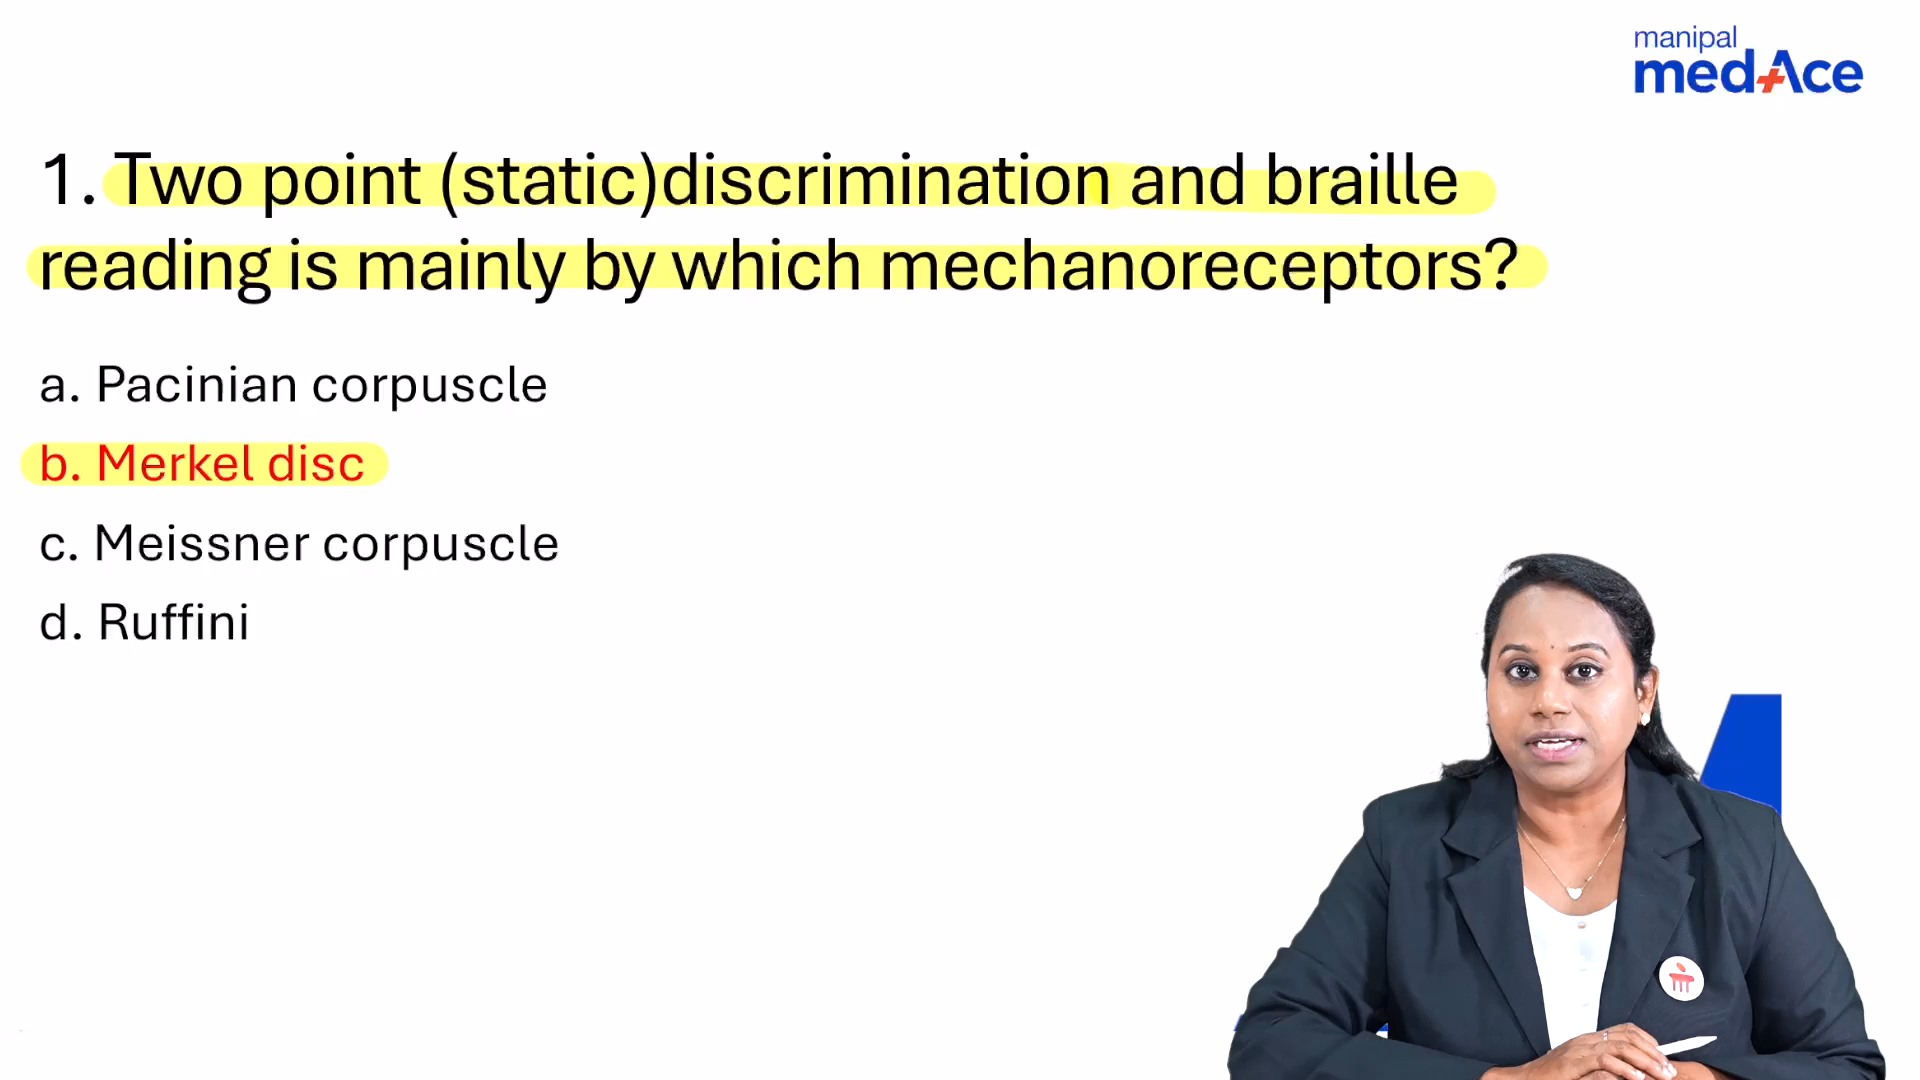 manipal
medAce
1. Two point (static)discrimination and braille
reading is mainly by which mechanoreceptors?
a. Pacinian corpuscle
b. Merkel disc
c. Meissner corpuscle
d. Ruffini